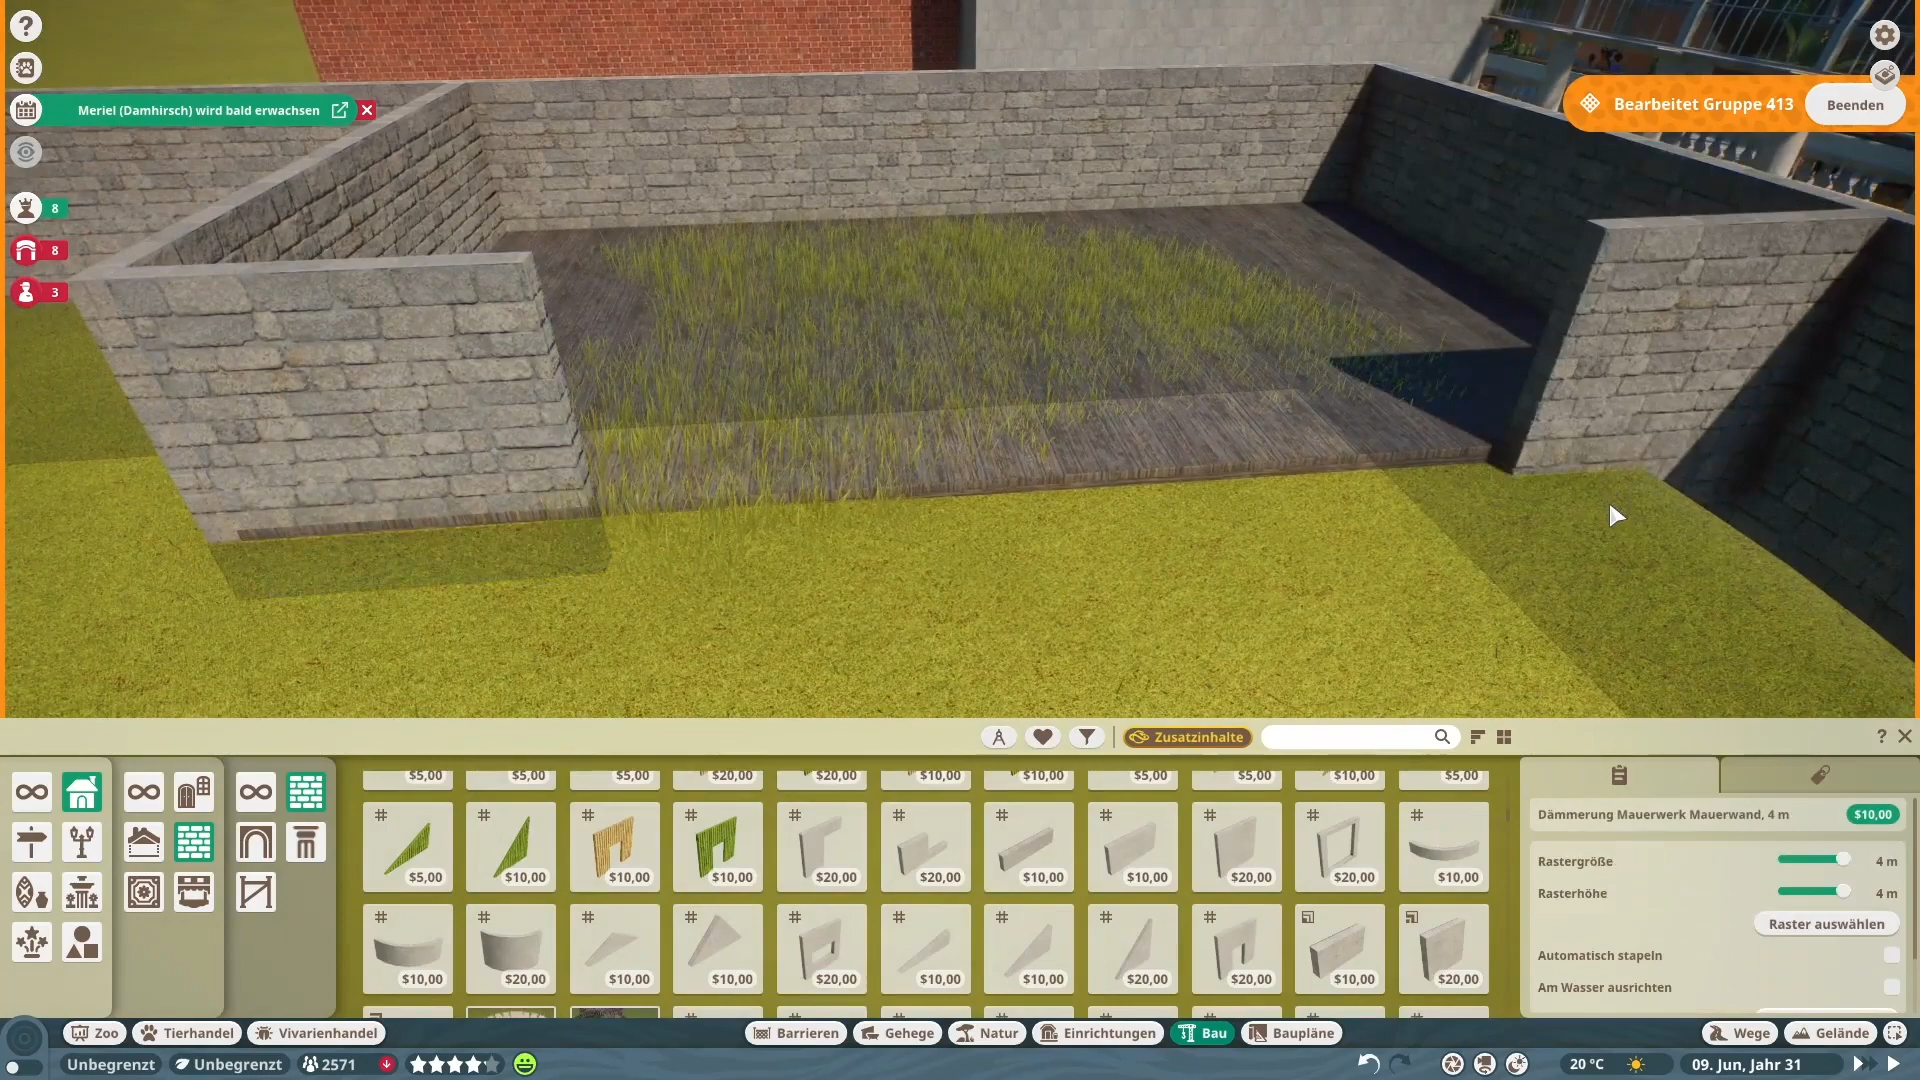 ?
Meriel (Damhirsch) wird bald erwachsen
Bearbeitet Gruppe 413
Beenden
8
8
3
Zusatzinhalte
?
$5,00 $5,00 $5,00 $20,00 $20,00 $10,00 $10,00 $5,00 $5,00 $10,00 $5,00
$5,00 $10,00 $10,00 $10,00 $20,00 $20,00 $10,00 $10,00 $20,00 $20,00 $10,00
$10,00 $20,00 $10,00 $10,00 $20,00 $10,00 $10,00 $20,00 $20,00 $10,00 $20,00
Dämmerung Mauerwerk Mauerwand, 4 m $10,00
Rastergröße 4 m
Rasterhöhe 4 m
Raster auswählen
Automatisch stapeln
Am Wasser ausrichten
Zoo Tierhandel Vivarienhandel Barrieren Gehege Natur Einrichtungen Bau Baupläne Wege Gelände
Unbegrenzt Unbegrenzt 2571 20 °C 09. Jun, Jahr 31